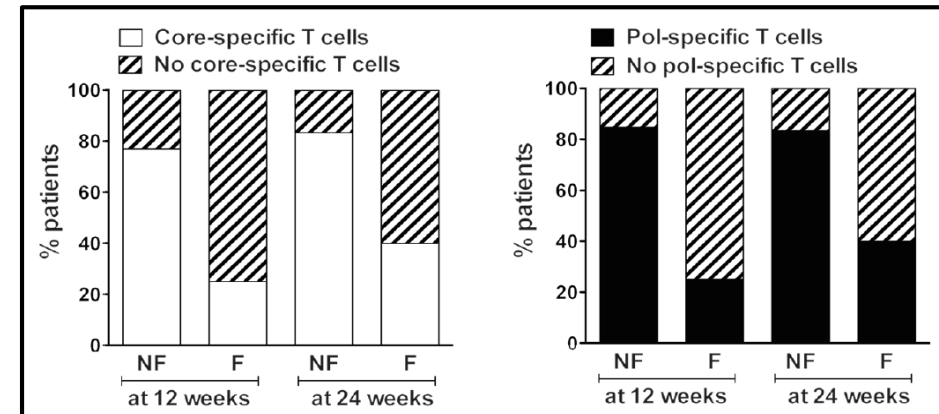 Core-specific T cells
No core-specific T cells
% patients
100
80
60
40
20
0
NF F NF F
at 12 weeks at 24 weeks
Pol-specific T cells
No pol-specific T cells
% patients
100
80
60
40
20
0
NF F NF F
at 12 weeks at 24 weeks